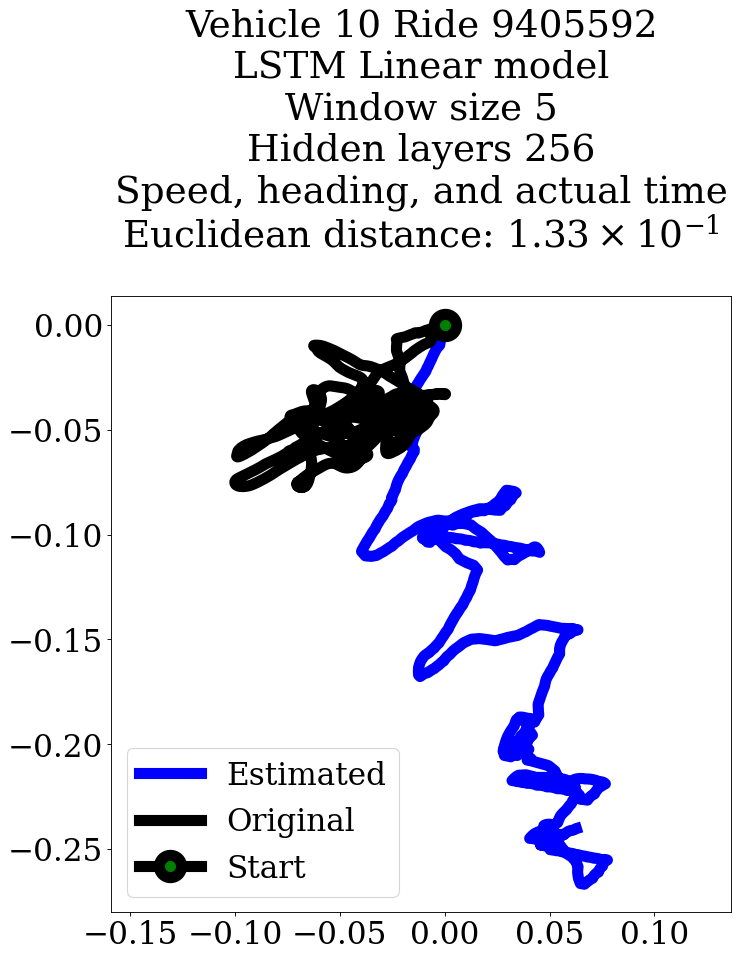 Vehicle 10 Ride 9405592
LSTM Linear model
Window size 5
Hidden layers 256
Speed, heading, and actual time
Euclidean distance: 1.33 × 10⁻¹
0.00
−0.05
−0.10
−0.15
−0.20
−0.25
Estimated
Original
Start
−0.15 −0.10 −0.05 0.00 0.05 0.10